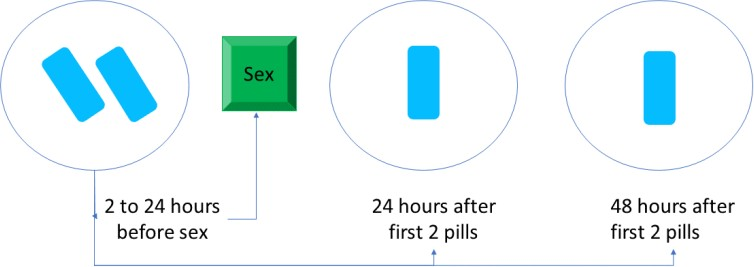 Sex
2 to 24 hours
before sex
24 hours after
first 2 pills
48 hours after
first 2 pills